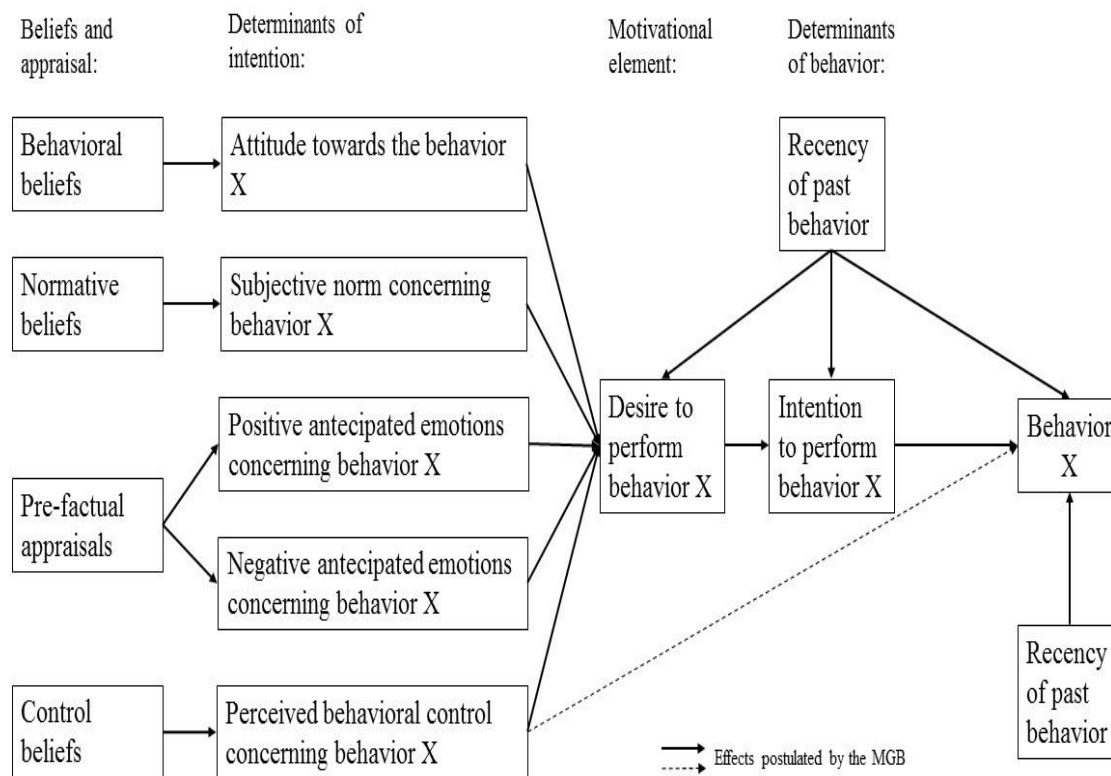 Beliefs and
appraisal:
Determinants of
intention:
Motivational
element:
Determinants
of behavior:
Behavioral
beliefs
Attitude towards the behavior
X
Recency
of past
behavior
Normative
beliefs
Subjective norm concerning
behavior X
Positive antecipated emotions
concerning behavior X
Desire to
perform
behavior X
Intention
to perform
behavior X
Behavior
X
Pre-factual
appraisals
Negative antecipated emotions
concerning behavior X
Control
beliefs
Perceived behavioral control
concerning behavior X
Recency
of past
behavior
Effects postulated by the MGB